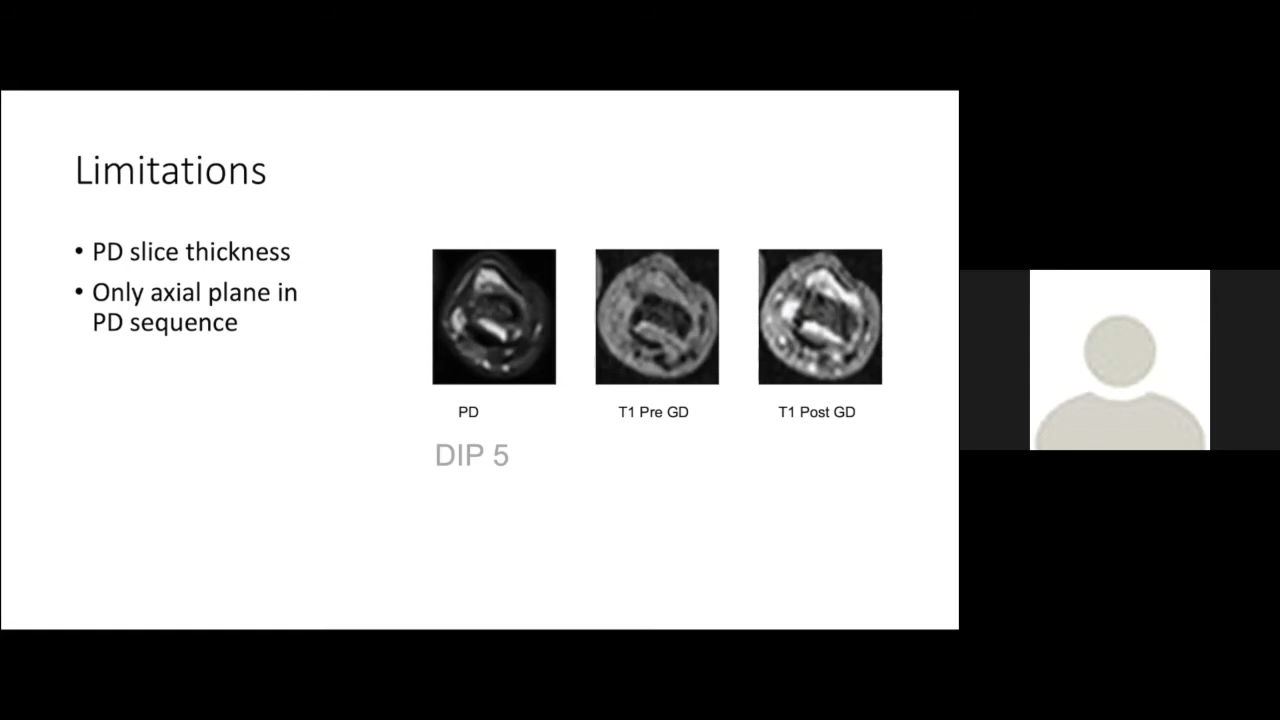 Limitations
• PD slice thickness
• Only axial plane in
PD sequence
PD
T1 Pre GD
T1 Post GD
DIP 5